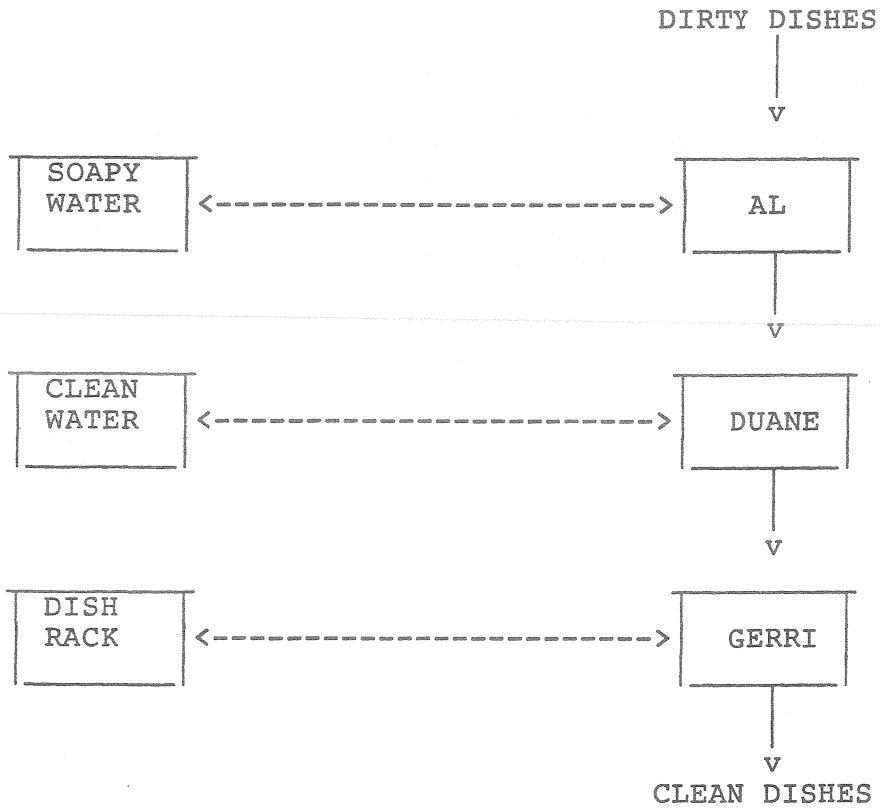 DIRTY DISHES
v
SOAPY
WATER
<-------------->
AL
v
CLEAN
WATER
<-------------->
DUANE
v
DISH
RACK
<-------------->
GERRI
v
CLEAN DISHES